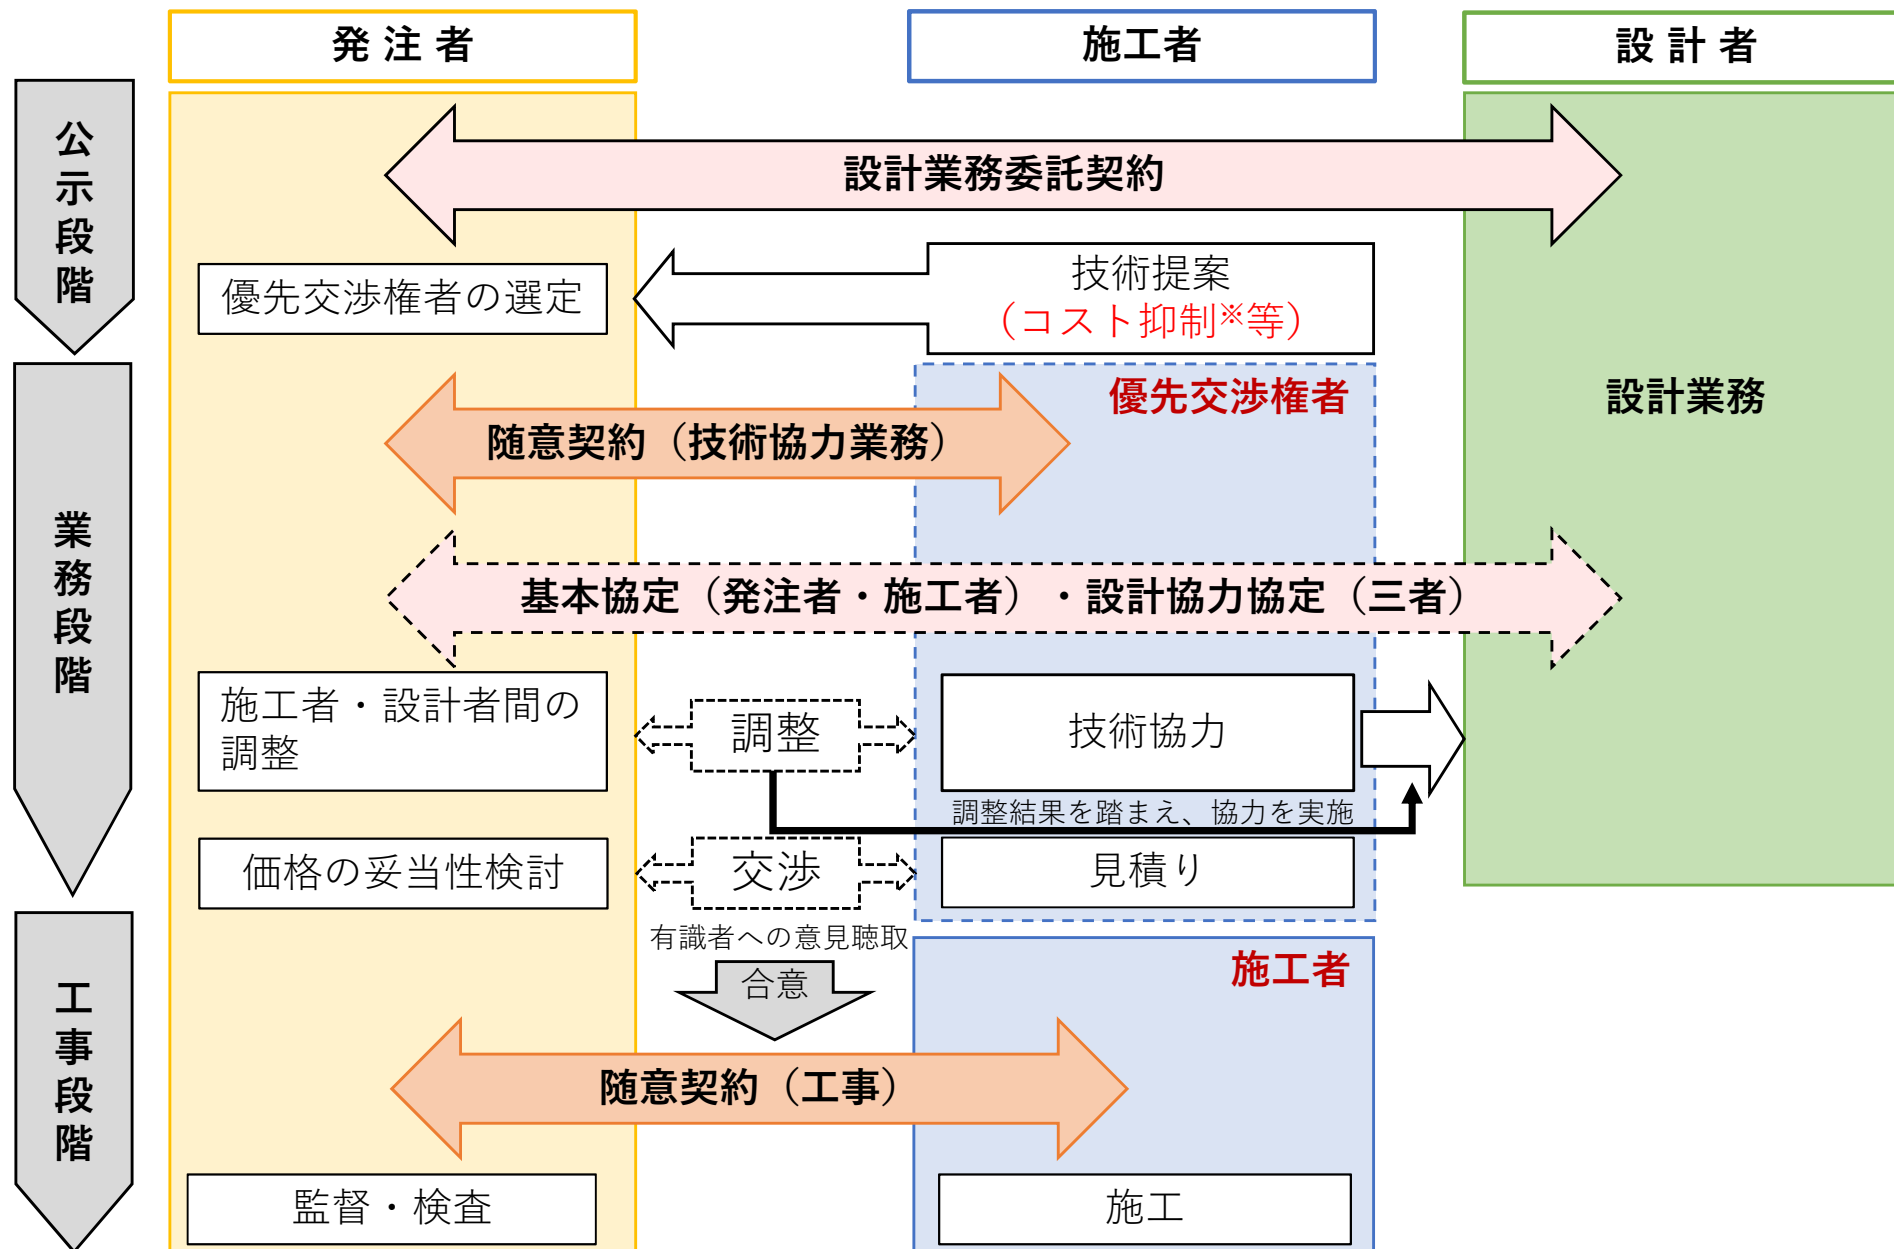 発注者
施工者
設計者
公示段階
設計業務委託契約
優先交渉権者の選定
技術提案
（コスト抑制※等）
業務段階
優先交渉権者
設計業務
随意契約（技術協力業務）
基本協定（発注者・施工者）・設計協力協定（三者）
施工者・設計者間の
調整
調整
技術協力
調整結果を踏まえ、協力を実施
価格の妥当性検討
交渉
見積り
有識者への意見聴取
合意
工事段階
施工者
随意契約（工事）
監督・検査
施工